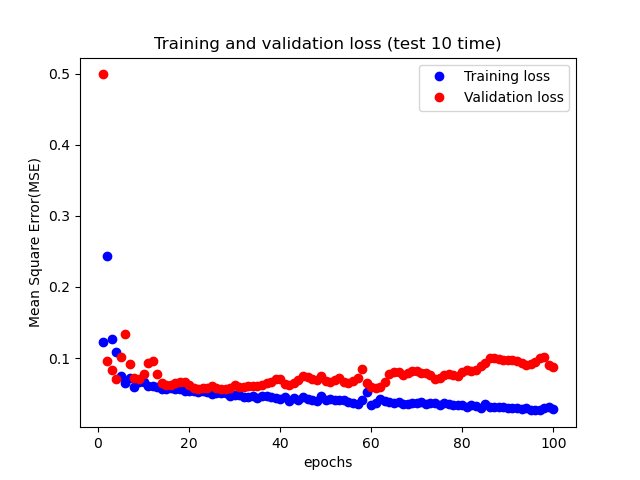 Training and validation loss (test 10 time)
Training loss
Validation loss
Mean Square Error(MSE)
0.5
0.4
0.3
0.2
0.1
0 20 40 60 80 100
epochs